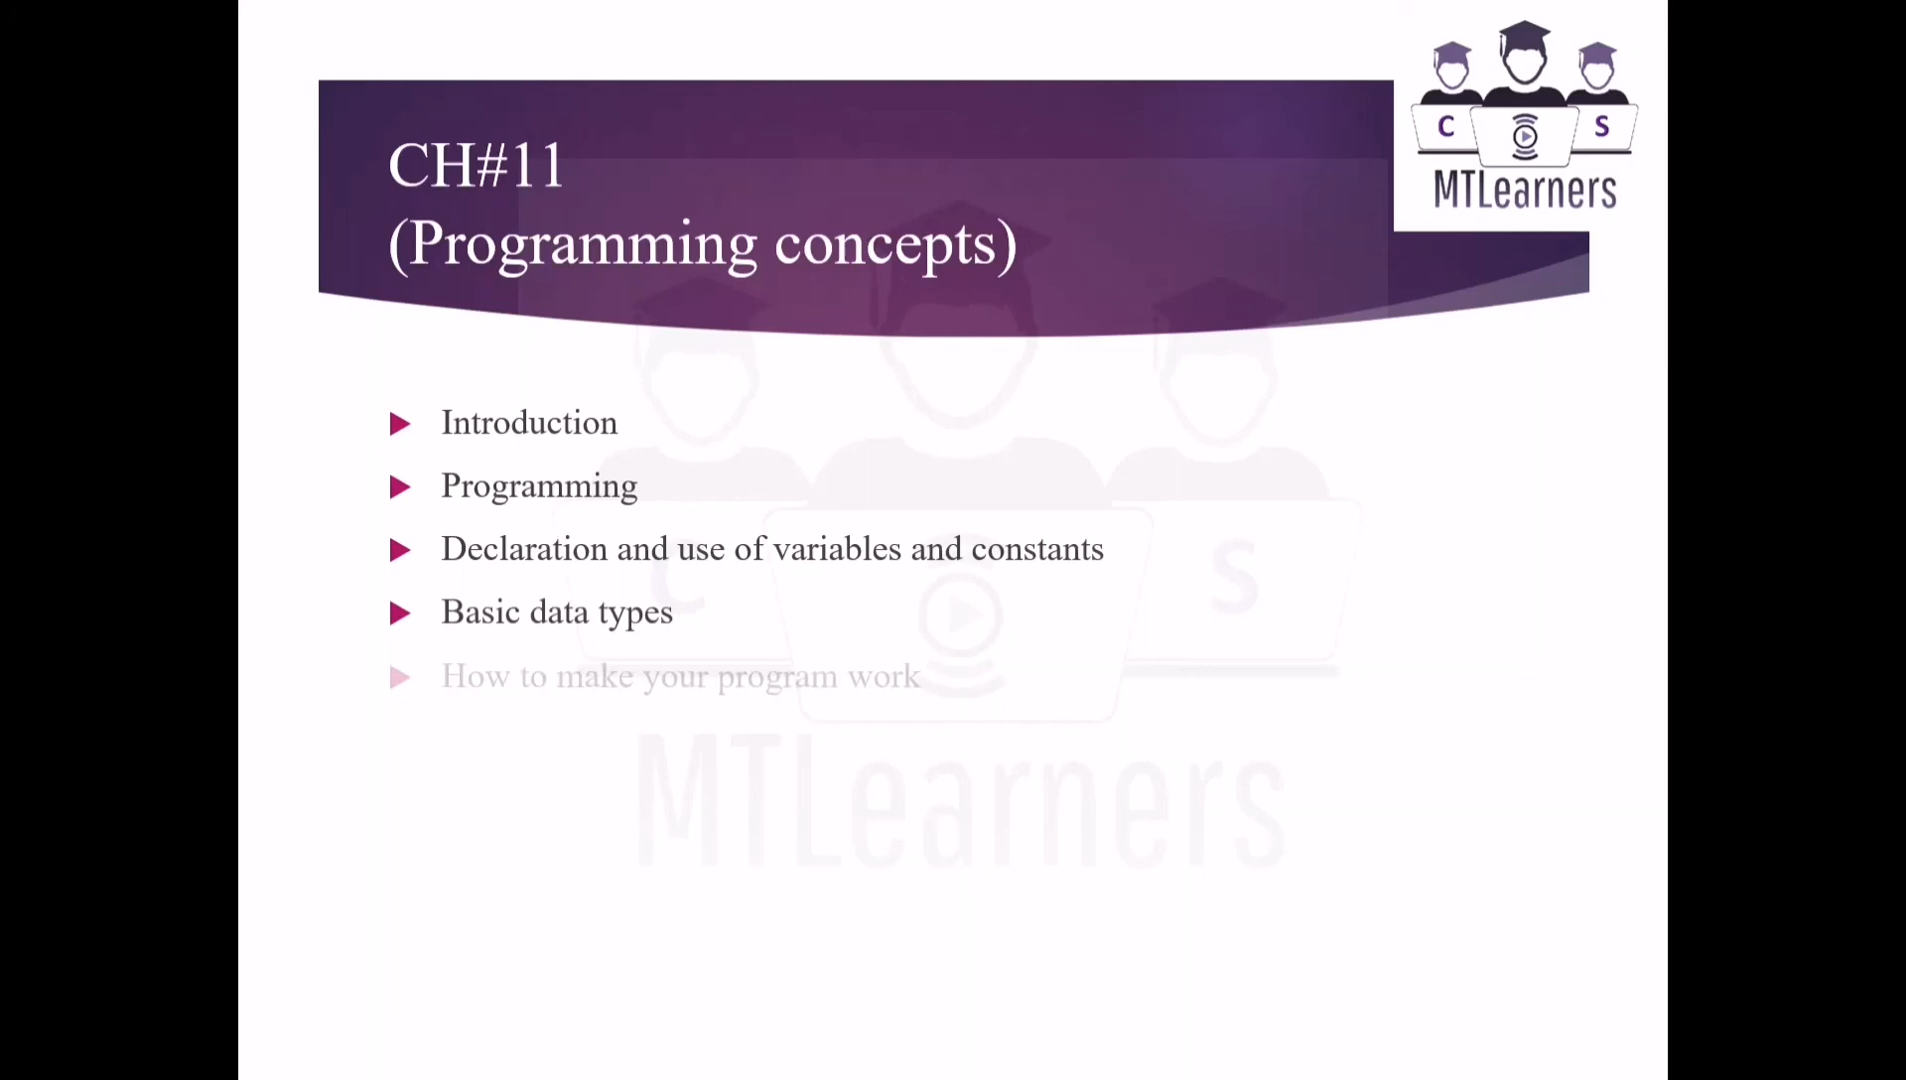 CH#11
(Programming concepts)
C S
MTLearners
Introduction
Programming
Declaration and use of variables and constants
Basic data types
How to make your program work
C S
MTLearners